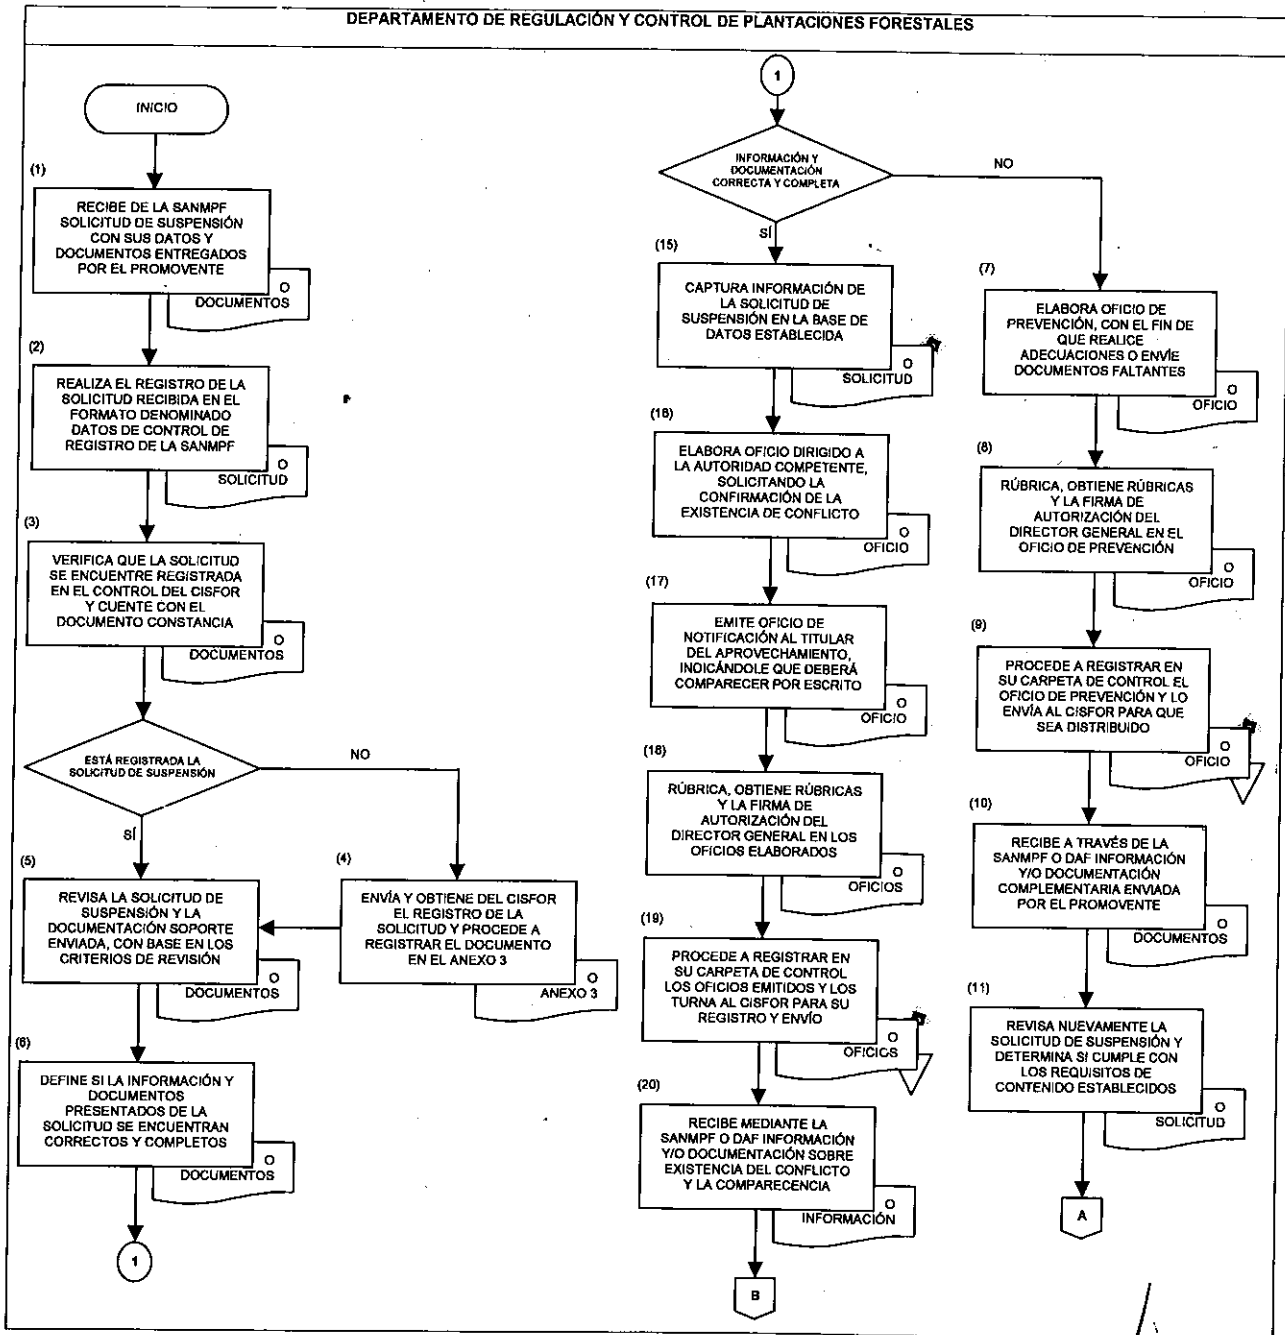 DEPARTAMENTO DE REGULACIÓN Y CONTROL DE PLANTACIONES FORESTALES
INICIO
(1)
RECIBE DE LA SANMPF
SOLICITUD DE SUSPENSIÓN
CON SUS DATOS Y
DOCUMENTOS ENTREGADOS
POR EL PROMOVENTE
O
DOCUMENTOS
(2)
REALIZA EL REGISTRO DE LA
SOLICITUD RECIBIDA EN EL
FORMATO DENOMINADO
DATOS DE CONTROL DE
REGISTRO DE LA SANMPF
O
SOLICITUD
(3)
VERIFICA QUE LA SOLICITUD
SE ENCUENTRE REGISTRADA
EN EL CONTROL DEL CISFOR
Y CUENTE CON EL
DOCUMENTO CONSTANCIA
O
DOCUMENTOS
ESTÁ REGISTRADA LA
SOLICITUD DE SUSPENSIÓN
NO
SÍ
(5)
REVISA LA SOLICITUD DE
SUSPENSIÓN Y LA
DOCUMENTACIÓN SOPORTE
ENVIADA, CON BASE EN LOS
CRITERIOS DE REVISIÓN
O
DOCUMENTOS
(4)
ENVÍA Y OBTIENE DEL CISFOR
EL REGISTRO DE LA
SOLICITUD Y PROCEDE A
REGISTRAR EL DOCUMENTO
EN EL ANEXO 3
O
ANEXO 3
(6)
DEFINE SI LA INFORMACIÓN Y
DOCUMENTOS
PRESENTADOS DE LA
SOLICITUD SE ENCUENTRAN
CORRECTOS Y COMPLETOS
O
DOCUMENTOS
1
1
INFORMACIÓN Y
DOCUMENTACIÓN
CORRECTA Y COMPLETA
NO
SÍ
(15)
CAPTURA INFORMACIÓN DE
LA SOLICITUD DE
SUSPENSIÓN EN LA BASE DE
DATOS ESTABLECIDA
O
SOLICITUD
(16)
ELABORA OFICIO DIRIGIDO A
LA AUTORIDAD COMPETENTE,
SOLICITANDO LA
CONFIRMACIÓN DE LA
EXISTENCIA DE CONFLICTO
O
OFICIO
(17)
EMITE OFICIO DE
NOTIFICACIÓN AL TITULAR
DEL APROVECHAMIENTO,
INDICÁNDOLE QUE DEBERÁ
COMPARECER POR ESCRITO
O
OFICIO
(18)
RÚBRICA, OBTIENE RÚBRICAS
Y LA FIRMA DE
AUTORIZACIÓN DEL
DIRECTOR GENERAL EN LOS
OFICIOS ELABORADOS
O
OFICIOS
(19)
PROCEDE A REGISTRAR EN
SU CARPETA DE CONTROL
LOS OFICIOS EMITIDOS Y LOS
TURNA AL CISFOR PARA SU
REGISTRO Y ENVÍO
O
OFICIOS
(20)
RECIBE MEDIANTE LA
SANMPF O DAF INFORMACIÓN
Y/O DOCUMENTACIÓN SOBRE
EXISTENCIA DEL CONFLICTO
Y LA COMPARECENCIA
O
INFORMACIÓN
B
(7)
ELABORA OFICIO DE
PREVENCIÓN, CON EL FIN DE
QUE REALICE
ADECUACIONES O ENVÍE
DOCUMENTOS FALTANTES
O
OFICIO
(8)
RÚBRICA, OBTIENE RÚBRICAS
Y LA FIRMA DE
AUTORIZACIÓN DEL
DIRECTOR GENERAL EN EL
OFICIO DE PREVENCIÓN
O
OFICIO
(9)
PROCEDE A REGISTRAR EN
SU CARPETA DE CONTROL EL
OFICIO DE PREVENCIÓN Y LO
ENVÍA AL CISFOR PARA QUE
SEA DISTRIBUIDO
O
OFICIO
(10)
RECIBE A TRAVÉS DE LA
SANMPF O DAF INFORMACIÓN
Y/O DOCUMENTACIÓN
COMPLEMENTARIA ENVIADA
POR EL PROMOVENTE
O
DOCUMENTOS
(11)
REVISA NUEVAMENTE LA
SOLICITUD DE SUSPENSIÓN Y
DETERMINA SI CUMPLE CON
LOS REQUISITOS DE
CONTENIDO ESTABLECIDOS
O
SOLICITUD
A